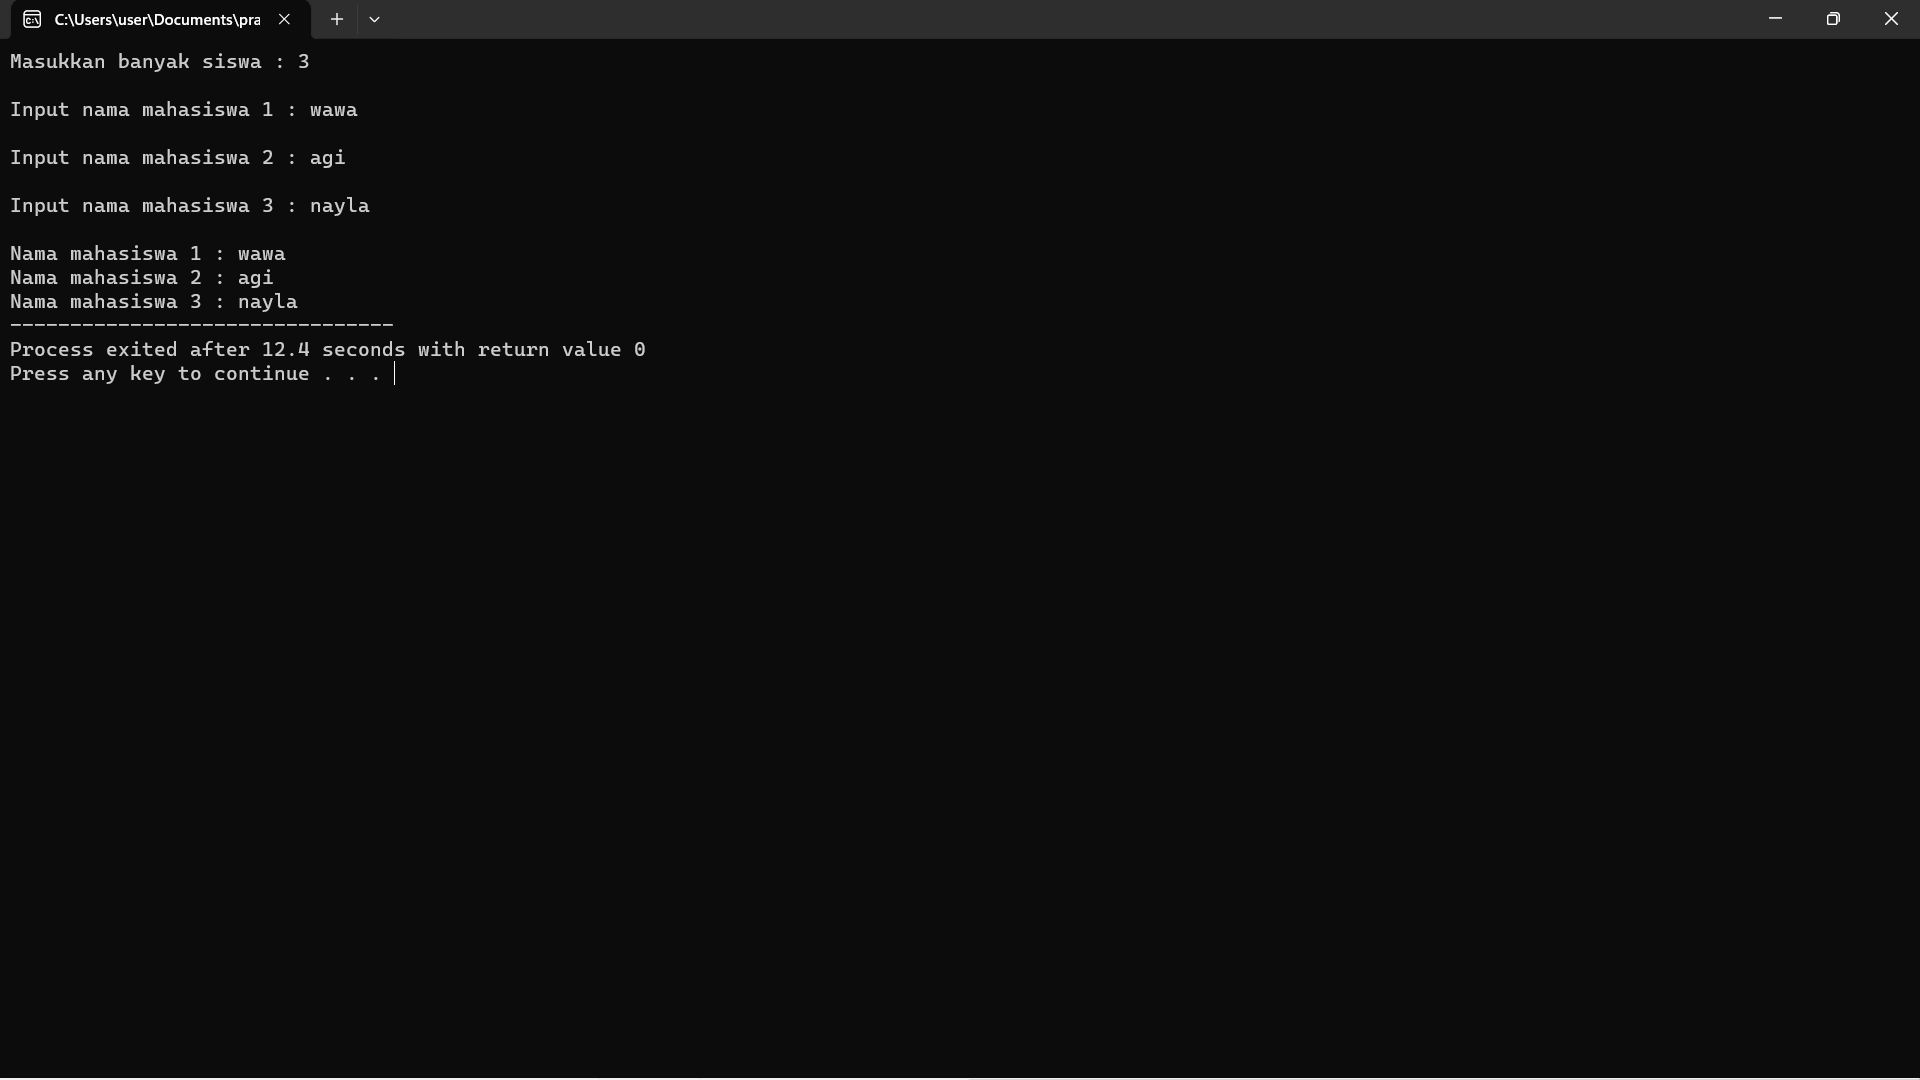 C:\Users\user\Documents\pra
Masukkan banyak siswa : 3
Input nama mahasiswa 1 : wawa
Input nama mahasiswa 2 : agi
Input nama mahasiswa 3 : nayla
Nama mahasiswa 1 : wawa
Nama mahasiswa 2 : agi
Nama mahasiswa 3 : nayla
--------------------------------
Process exited after 12.4 seconds with return value 0
Press any key to continue . . .